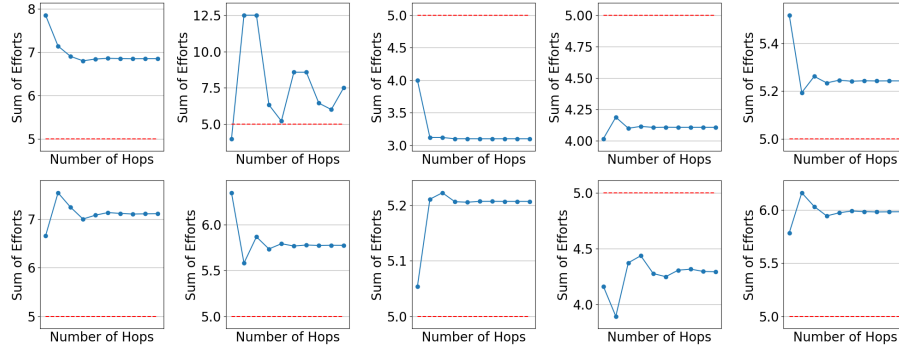 Sum of Efforts
8
7
6
5
Number of Hops
Sum of Efforts
12.5
10.0
7.5
5.0
Number of Hops
Sum of Efforts
5.0
4.5
4.0
3.5
3.0
Number of Hops
Sum of Efforts
5.00
4.75
4.50
4.25
4.00
Number of Hops
Sum of Efforts
5.4
5.2
5.0
Number of Hops
Sum of Efforts
7
6
5
Number of Hops
Sum of Efforts
6.0
5.5
5.0
Number of Hops
Sum of Efforts
5.2
5.1
5.0
Number of Hops
Sum of Efforts
5.0
4.5
4.0
Number of Hops
Sum of Efforts
6.0
5.5
5.0
Number of Hops